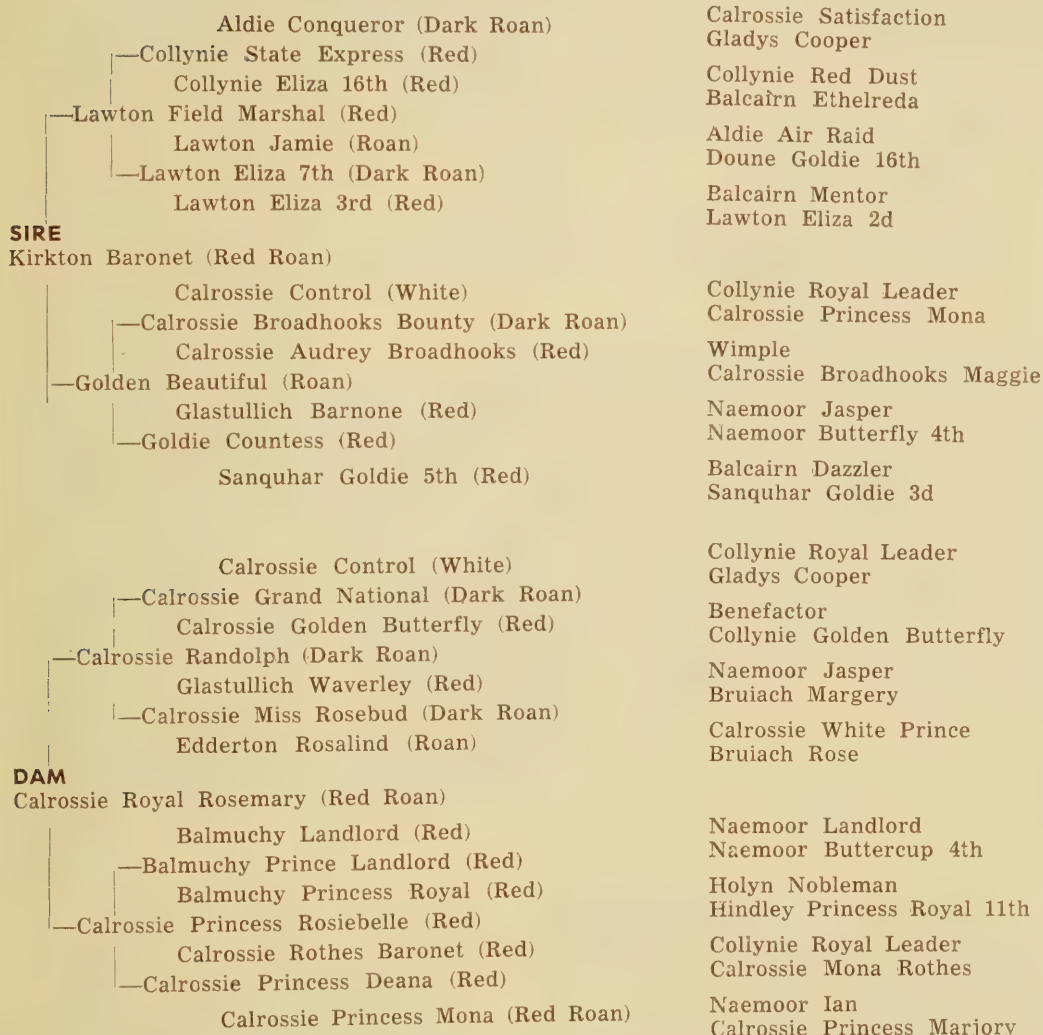 Aldie Conqueror (Dark Roan)
Calrossie Satisfaction
Gladys Cooper
Collynie State Express (Red)
Collynie Eliza 16th (Red)
Collynie Red Dust
Balcairn Ethelreda
Lawton Field Marshal (Red)
Lawton Jamie (Roan)
Aldie Air Raid
Doune Goldie 16th
Lawton Eliza 7th (Dark Roan)
Lawton Eliza 3rd (Red)
Balcairn Mentor
Lawton Eliza 2d
SIRE
Kirkton Baronet (Red Roan)
Calrossie Control (White)
Collynie Royal Leader
Calrossie Princess Mona
Calrossie Broadhooks Bounty (Dark Roan)
Calrossie Audrey Broadhooks (Red)
Wimple
Calrossie Broadhooks Maggie
Golden Beautiful (Roan)
Glastullich Barnone (Red)
Naemoor Jasper
Naemoor Butterfly 4th
Goldie Countess (Red)
Sanquhar Goldie 5th (Red)
Balcairn Dazzler
Sanquhar Goldie 3d
Calrossie Control (White)
Collynie Royal Leader
Gladys Cooper
Calrossie Grand National (Dark Roan)
Calrossie Golden Butterfly (Red)
Benefactor
Collynie Golden Butterfly
Calrossie Randolph (Dark Roan)
Glastullich Waverley (Red)
Naemoor Jasper
Bruiach Margery
Calrossie Miss Rosebud (Dark Roan)
Edderton Rosalind (Roan)
Calrossie White Prince
Bruiach Rose
DAM
Calrossie Royal Rosemary (Red Roan)
Balmuchy Landlord (Red)
Naemoor Landlord
Naemoor Buttercup 4th
Balmuchy Prince Landlord (Red)
Balmuchy Princess Royal (Red)
Holyn Nobleman
Hindley Princess Royal 11th
Calrossie Princess Rosiebelle (Red)
Calrossie Rothes Baronet (Red)
Collynie Royal Leader
Calrossie Mona Rothes
Calrossie Princess Deana (Red)
Calrossie Princess Mona (Red Roan)
Naemoor Ian
Calrossie Princess Marjory